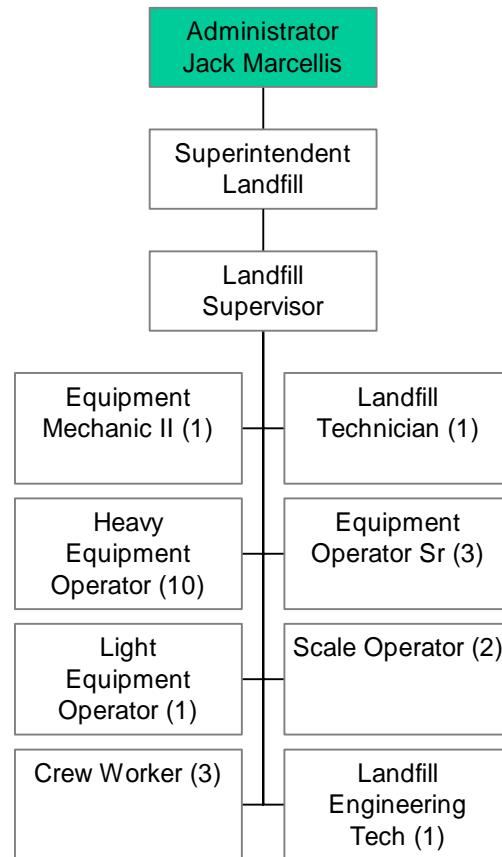 Administrator
Jack Marcellis
Superintendent
Landfill
Landfill
Supervisor
Equipment
Mechanic II (1)
Landfill
Technician (1)
Heavy
Equipment
Operator (10)
Equipment
Operator Sr (3)
Light
Equipment
Operator (1)
Scale Operator (2)
Crew Worker (3)
Landfill
Engineering
Tech (1)